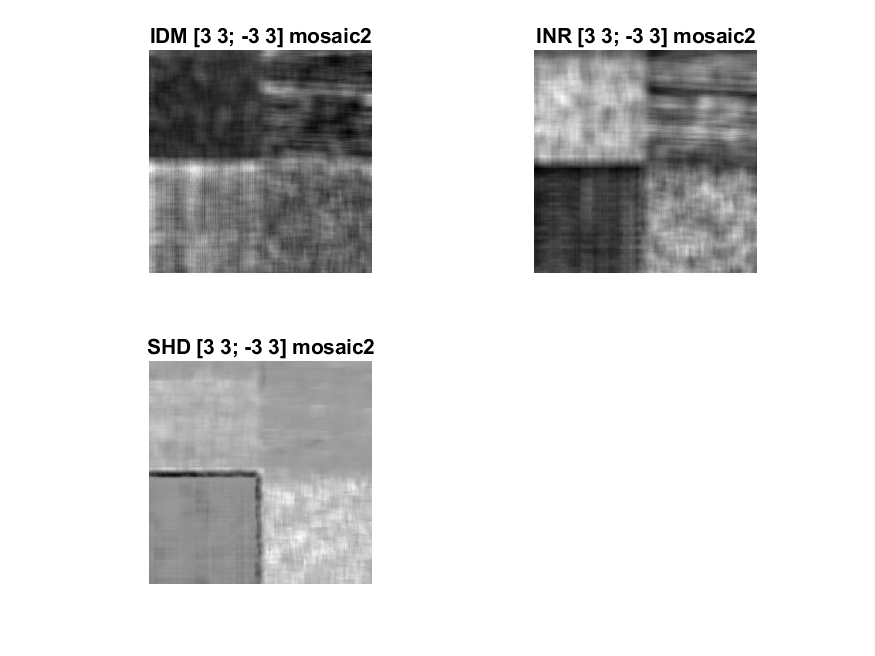 IDM [3 3; -3 3] mosaic2
INR [3 3; -3 3] mosaic2
SHD [3 3; -3 3] mosaic2